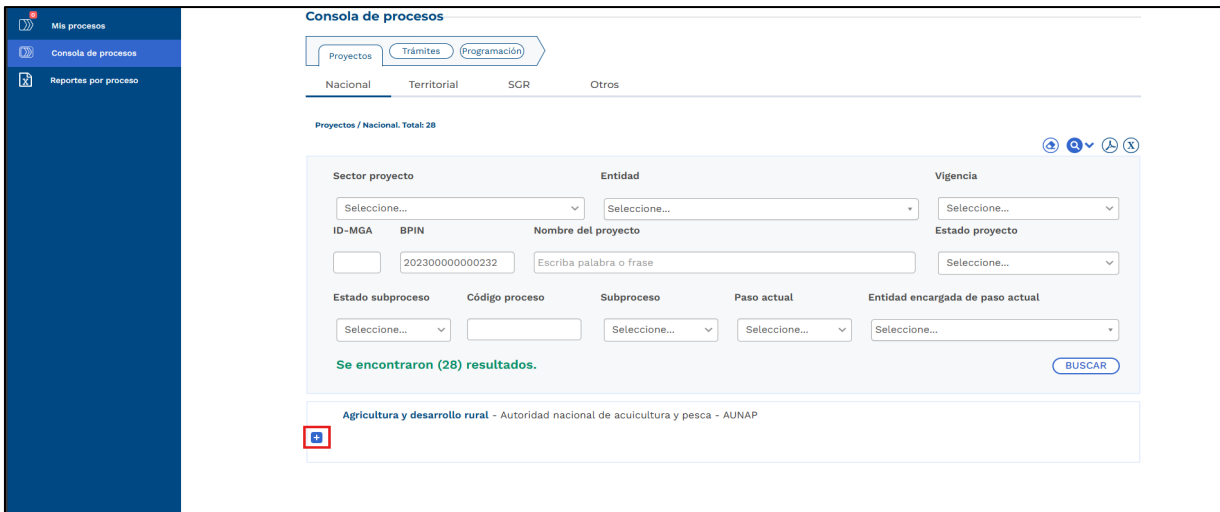 0
Mis procesos
Consola de procesos
Reportes por proceso
Consola de procesos
Proyectos Trámites Programación
Nacional Territorial SGR Otros
Proyectos / Nacional. Total: 28
Sector proyecto Entidad Vigencia
Seleccione... Seleccione... Seleccione...
ID-MGA BPIN Nombre del proyecto Estado proyecto
202300000000232 Escriba palabra o frase Seleccione...
Estado subproceso Código proceso Subproceso Paso actual Entidad encargada de paso actual
Seleccione... Seleccione... Seleccione... Seleccione...
Se encontraron (28) resultados. BUSCAR
Agricultura y desarrollo rural - Autoridad nacional de acuicultura y pesca - AUNAP